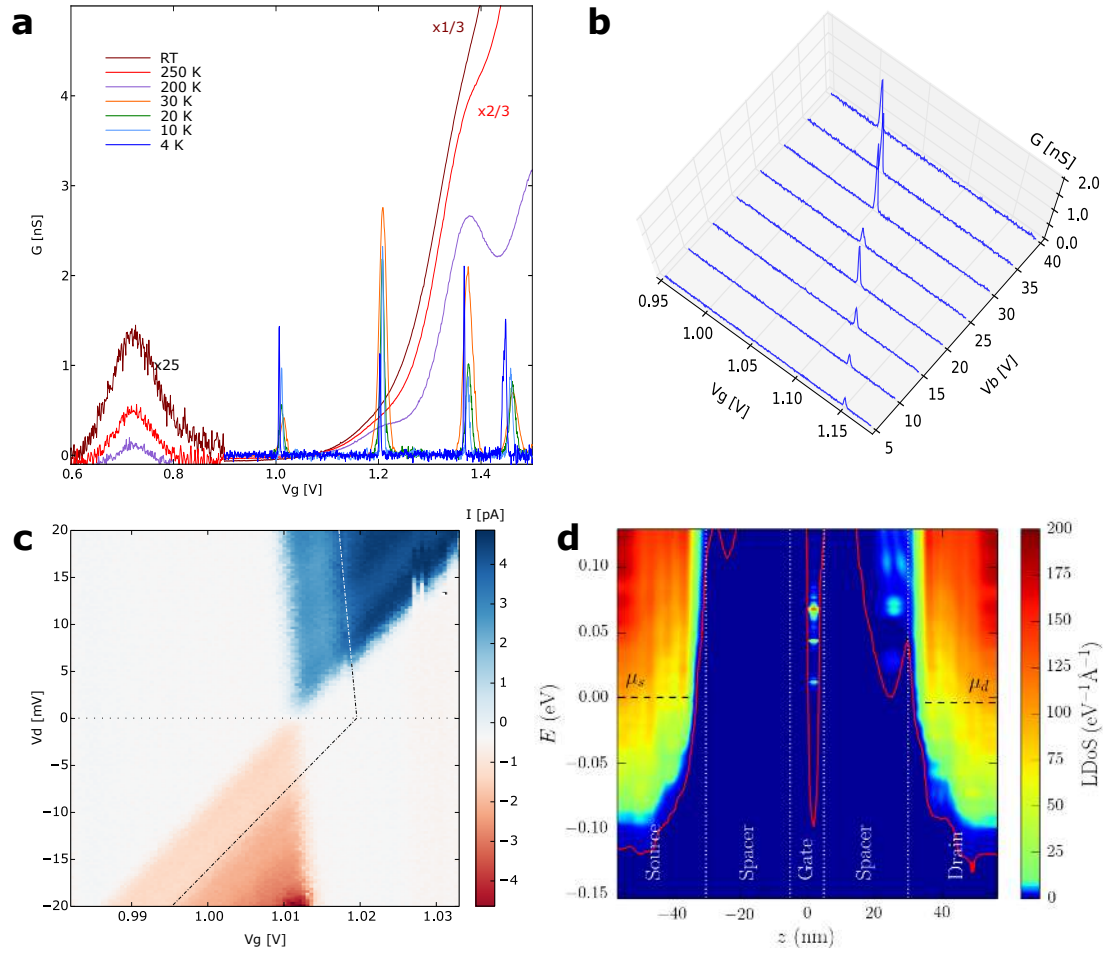 a
x1/3
RT
250 K
200 K
30 K
20 K
10 K
4 K
x2/3
x25
G [nS]
5
4
3
2
1
0
0.6
0.8
1.0
1.2
1.4
Vg [V]
b
G [nS]
2.0
1.0
0.0
40
35
30
25
20
15
10
5
Vb [V]
0.95
1.00
1.05
1.10
1.15
Vg [V]
c
I [pA]
20
15
10
5
0
−5
−10
−15
−20
Vd [mV]
0.99
1.00
1.01
1.02
1.03
Vg [V]
4
3
2
1
0
−1
−2
−3
−4
d
0.10
0.05
0.00
−0.05
−0.10
−0.15
E (eV)
μs
μd
Source
Spacer
Gate
Spacer
Drain
−40
−20
0
20
40
z (nm)
200
175
150
125
100
75
50
25
0
LDoS (eV⁻¹Å⁻¹)